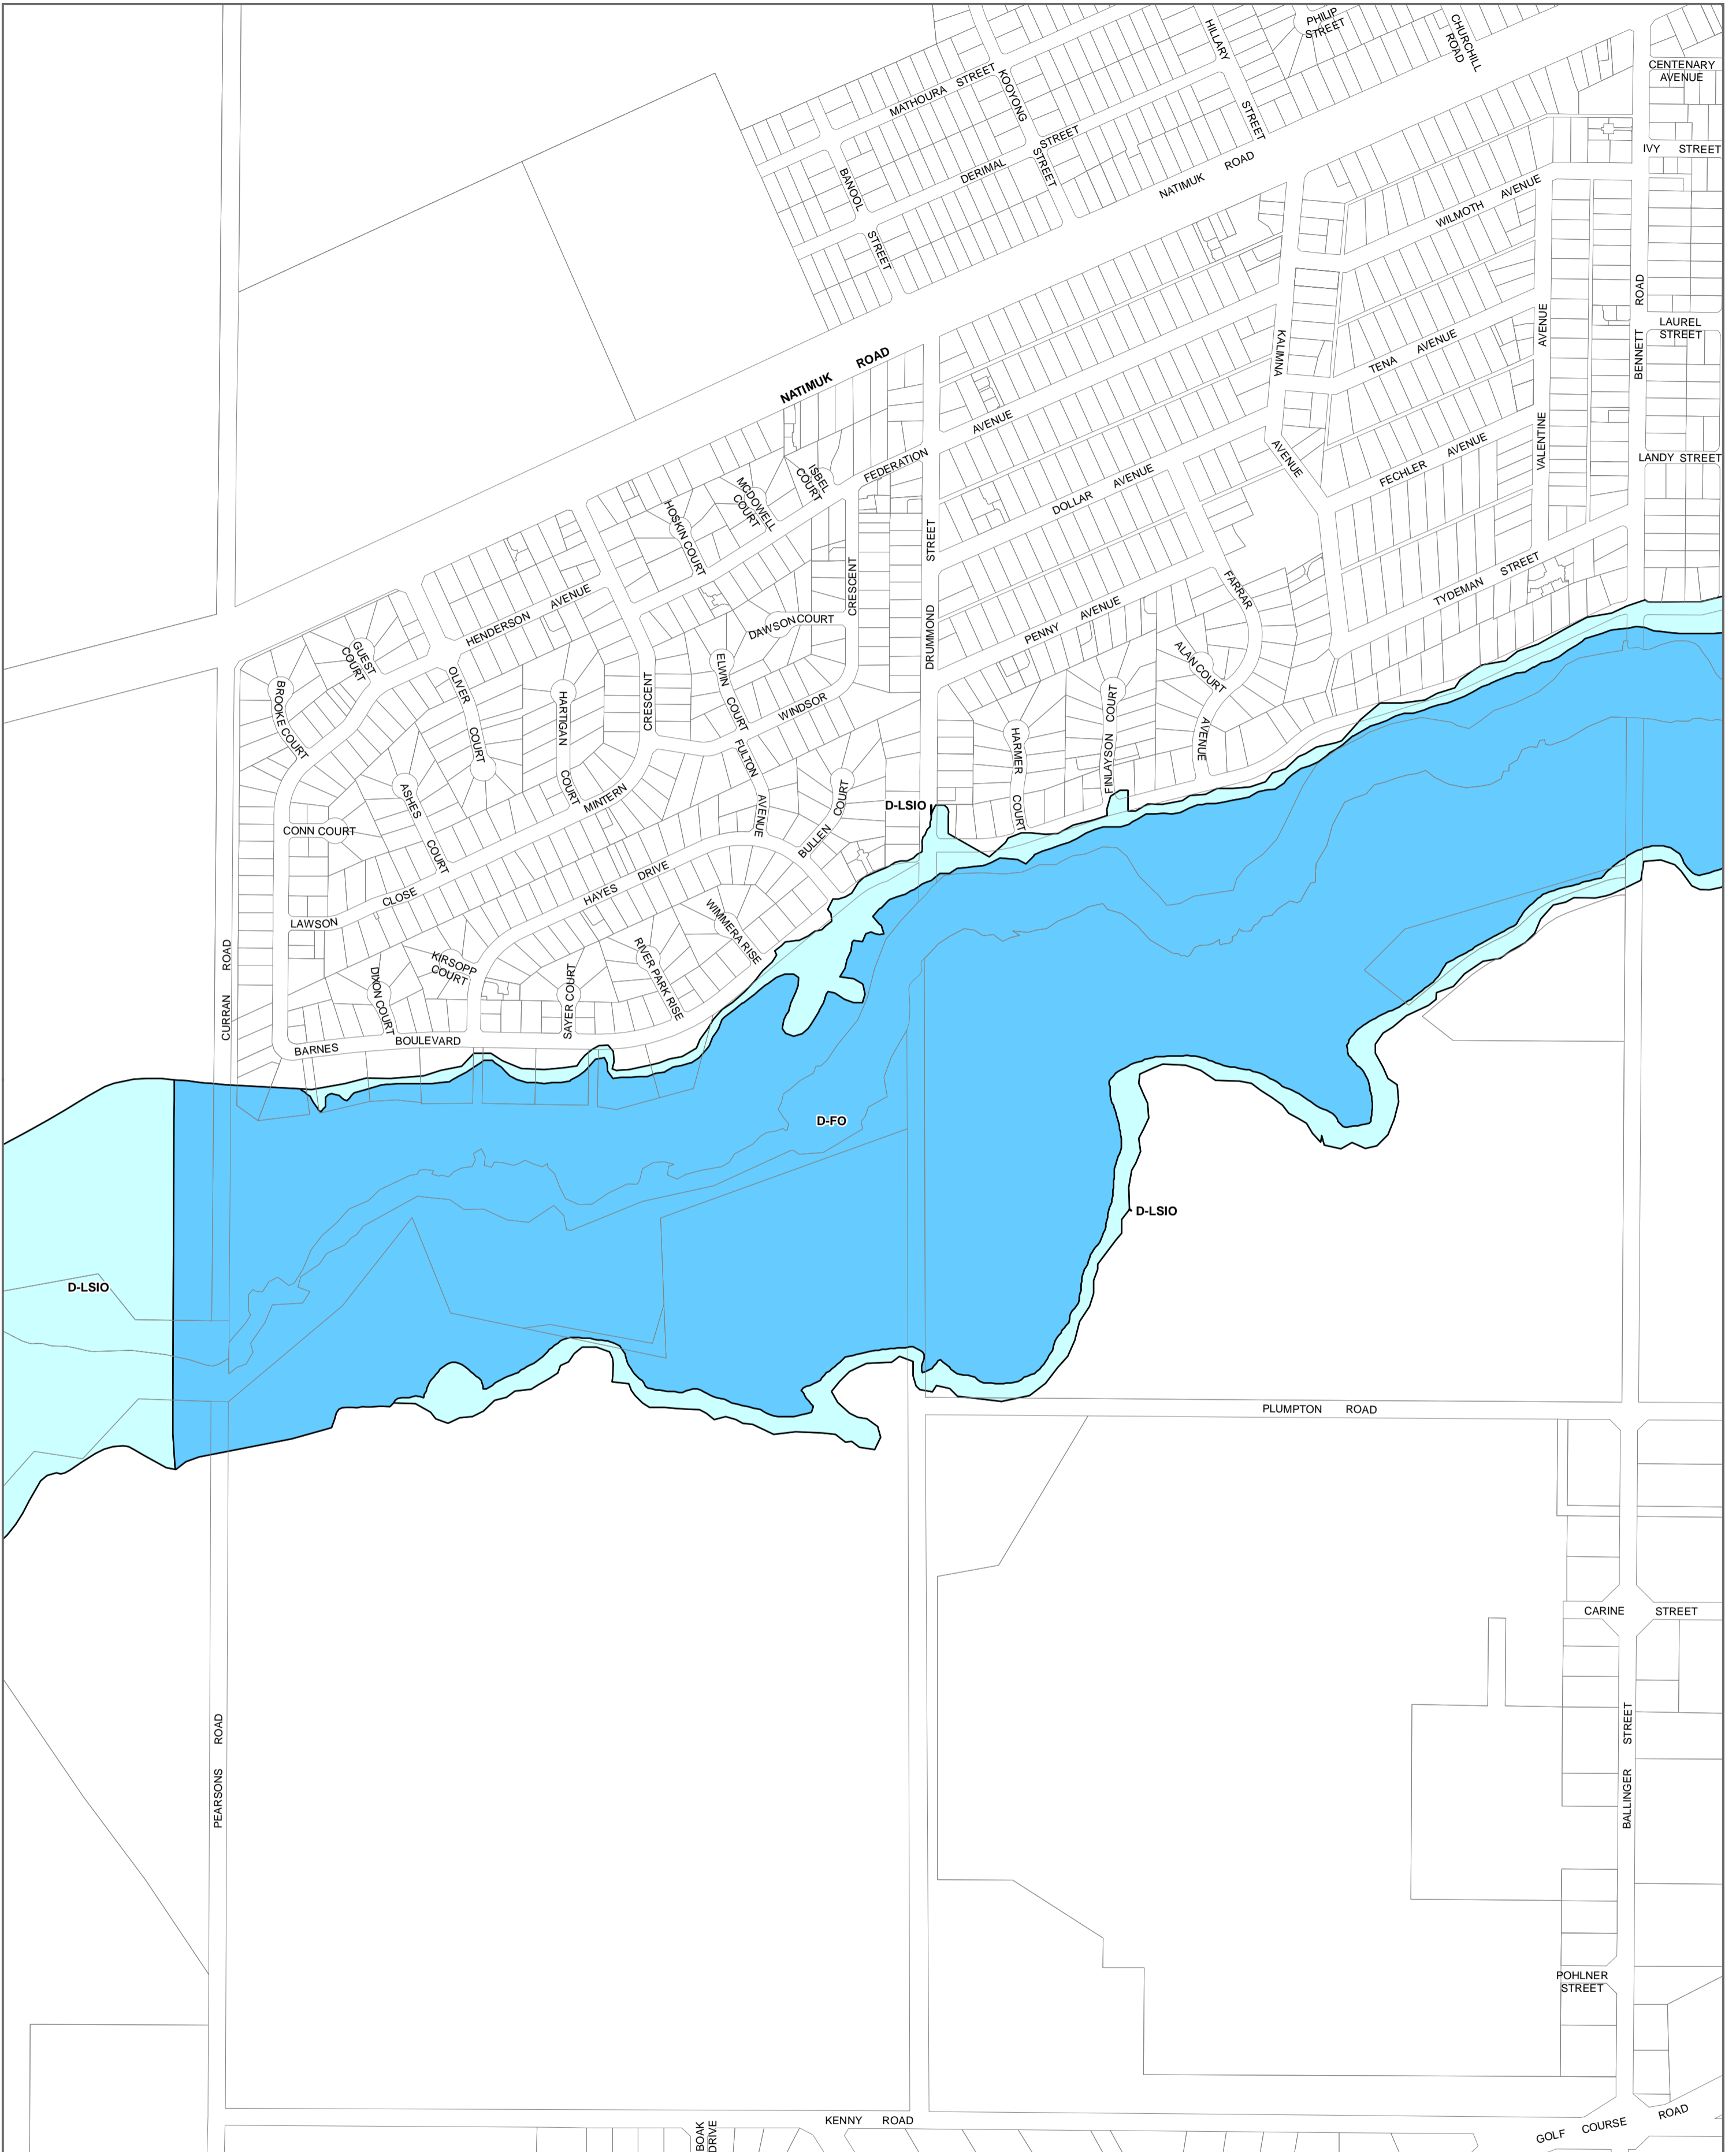 PHILIP
STREET
HILLARY
STREET
CHURCHILL
ROAD
CENTENARY
AVENUE
MATHOURA STREET
KOOYONG
STREET
IVY STREET
STREET
DERIMAL
BANOOL
STREET
NATIMUK ROAD
WILMOTH AVENUE
BENNETT ROAD
LAUREL
STREET
VALENTINE AVENUE
KALIMNA
AVENUE
TENA AVENUE
NATIMUK ROAD
AVENUE
FEDERATION
FECHLER AVENUE
LANDY STREET
ISBEL
COURT
MCDOWELL
COURT
DOLLAR AVENUE
HOSKIN COURT
DRUMMOND STREET
CRESCENT
TYDEMAN STREET
FARRAR
AVENUE
HENDERSON AVENUE
DAWSON COURT
PENNY AVENUE
GUEST
COURT
ALAN COURT
BROOKE COURT
OLIVER
COURT
HARTIGAN
COURT
CRESCENT
ELWIN COURT
WINDSOR
FINLAYSON COURT
HARMER
COURT
FULTON
AVENUE
ASHES
COURT
MINTERN
BULLEN COURT
D-LSIO
CONN COURT
HAYES DRIVE
CLOSE
LAWSON
WIMMERA RISE
KIRSOPP
COURT
RIVER PARK RISE
DIXON COURT
SAYER COURT
CURRAN ROAD
BARNES BOULEVARD
D-FO
D-LSIO
D-LSIO
PLUMPTON ROAD
CARINE STREET
PEARSONS ROAD
BALLINGER STREET
POHLNER
STREET
BOAK
DRIVE
KENNY ROAD
GOLF COURSE ROAD